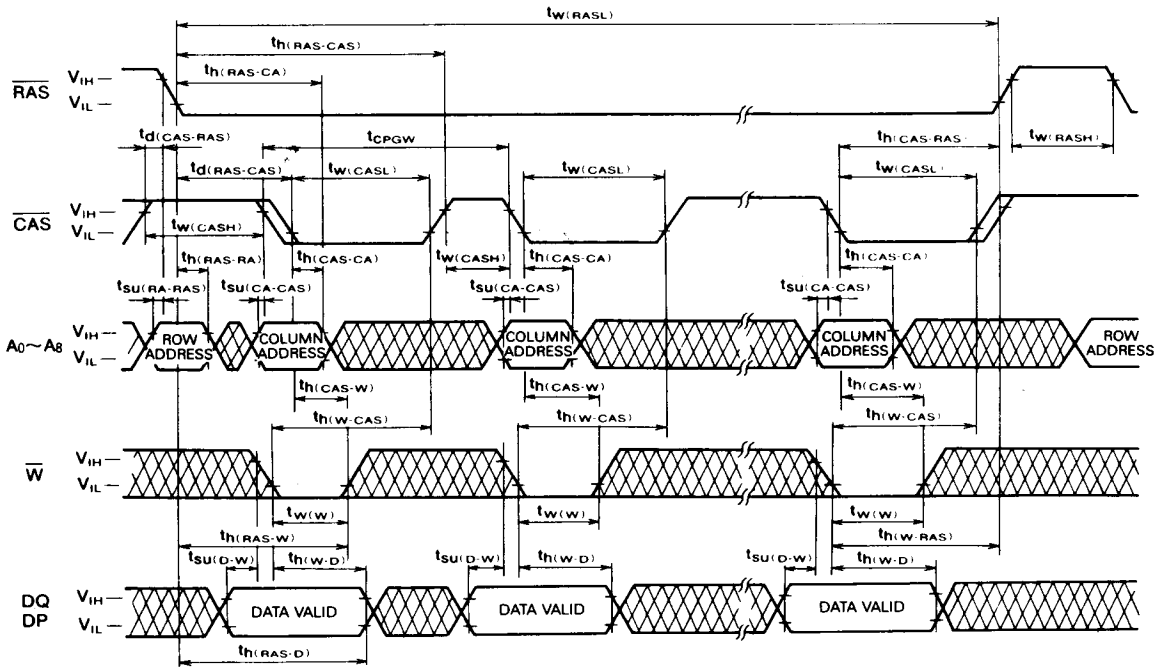 tw(RASL)
th(RAS-CAS)
th(RAS-CA)
RAS
VIH
VIL
td(CAS-RAS)
tCPGW
th(CAS-RAS)
tw(RASH)
td(RAS-CAS)
tw(CASL)
tw(CASL)
tw(CASL)
CAS
VIH
VIL
tw(CASH)
th(RAS-RA)
th(CAS-CA)
tw(CASH)
th(CAS-CA)
th(CAS-CA)
tsu(RA-RAS)
tsu(CA-CAS)
tsu(CA-CAS)
tsu(CA-CAS)
A0~A8
VIH
VIL
ROW ADDRESS
COLUMN ADDRESS
COLUMN ADDRESS
COLUMN ADDRESS
ROW ADDRESS
th(CAS-W)
th(CAS-W)
th(CAS-W)
th(W-CAS)
th(W-CAS)
th(W-CAS)
W
VIH
VIL
tw(W)
tw(W)
tw(W)
th(RAS-W)
th(W-RAS)
tsu(D-W)
th(W-D)
tsu(D-W)
th(W-D)
tsu(D-W)
th(W-D)
DQ
DP
VIH
VIL
DATA VALID
DATA VALID
DATA VALID
th(RAS-D)